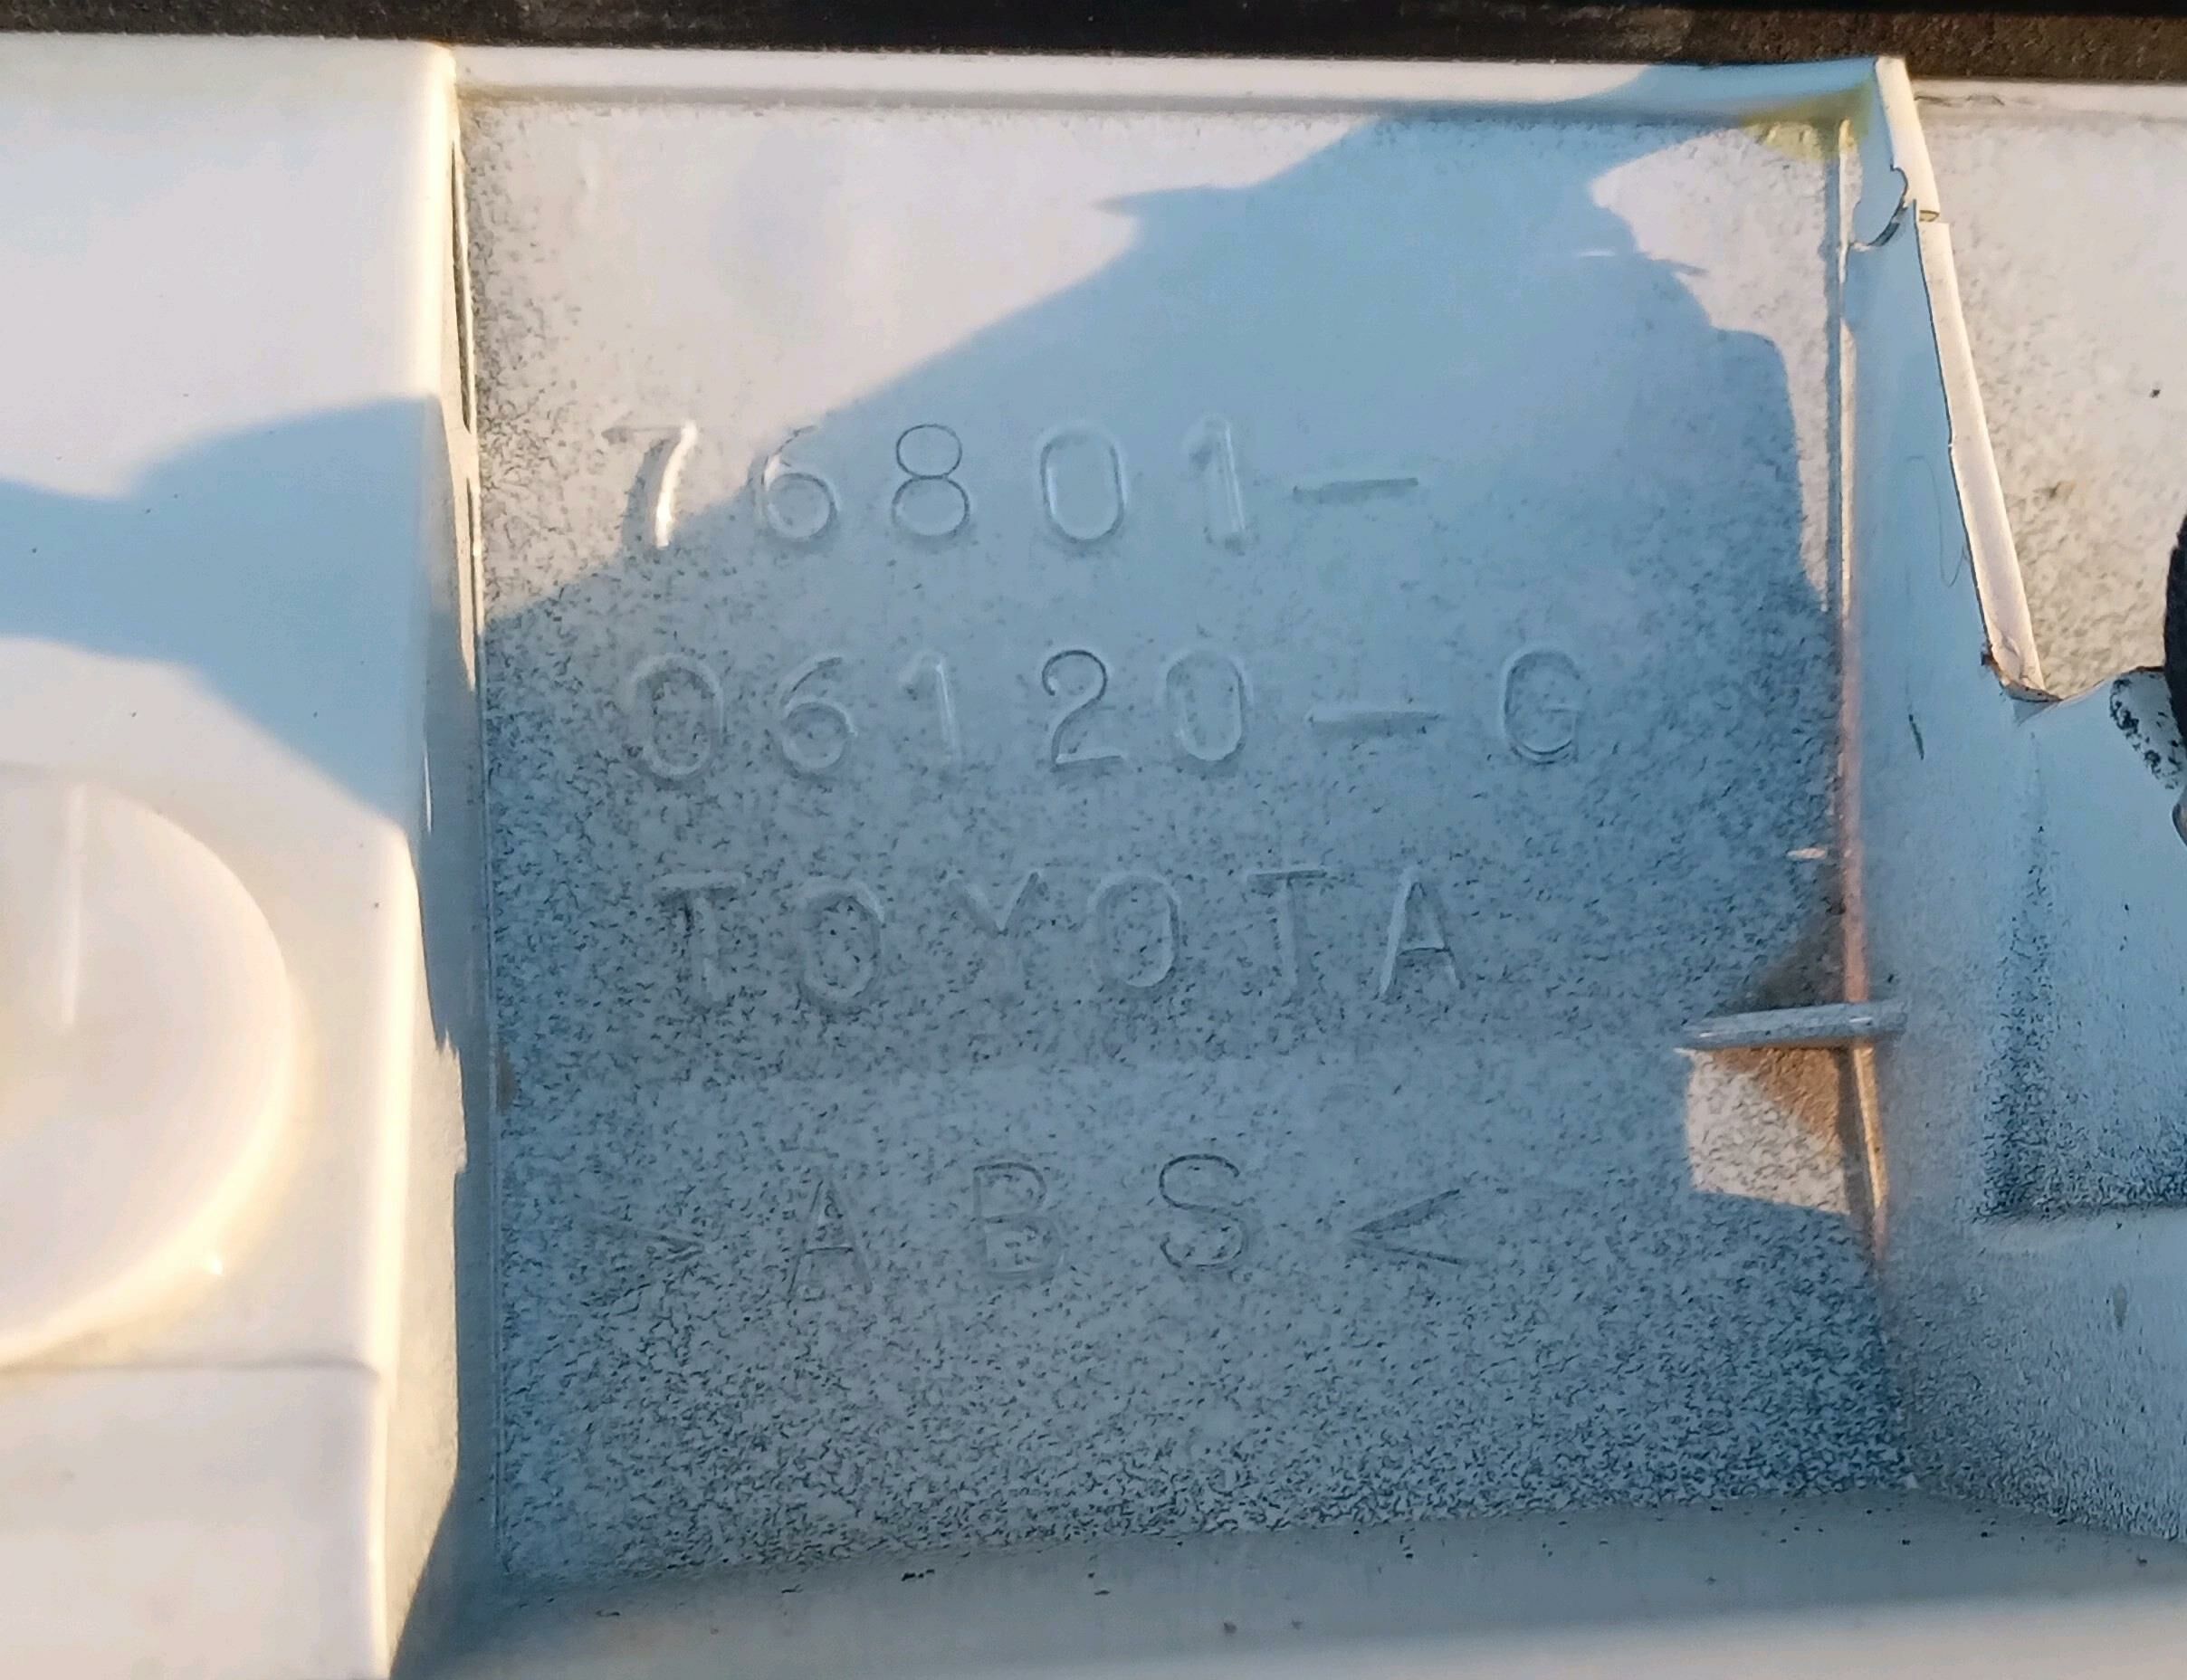 76801-
06120-G
TOYOTA
>ABS<